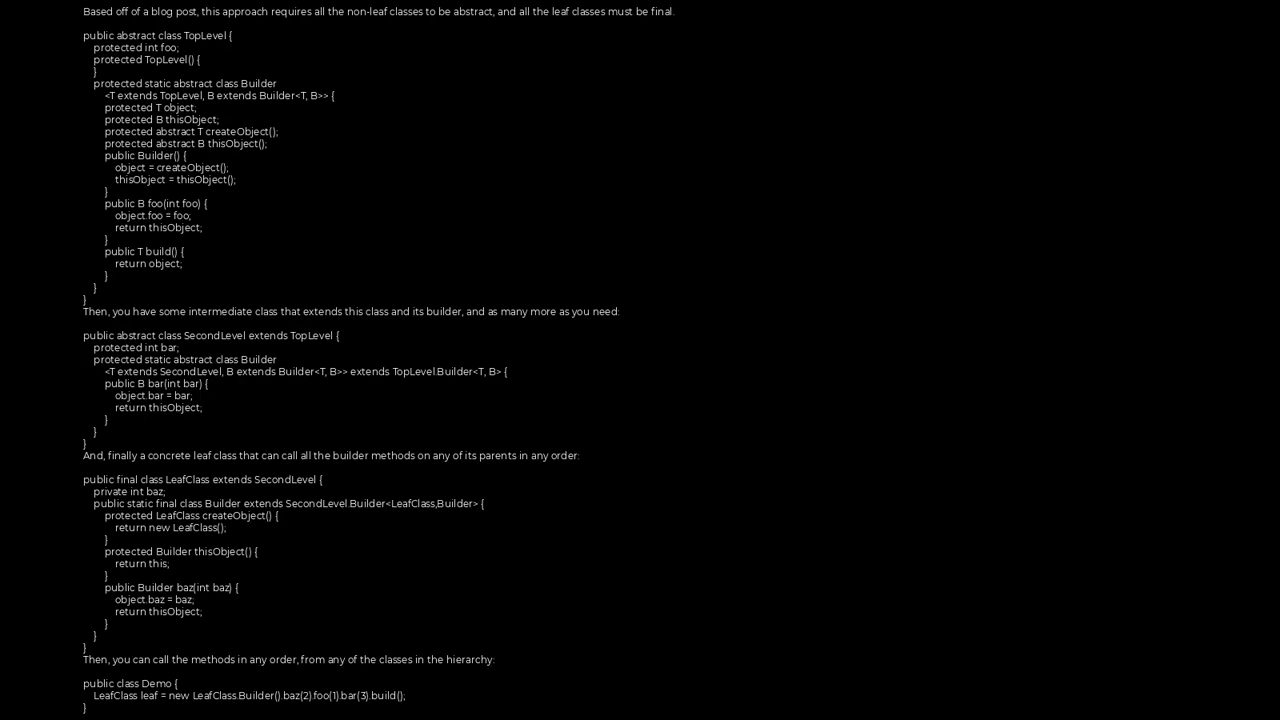 Based off of a blog post, this approach requires all the non-leaf classes to be abstract, and all the leaf classes must be final.
public abstract class TopLevel {
protected int foo;
protected TopLevel() {
}
protected static abstract class Builder
<T extends TopLevel, B extends Builder<T, B>> {
protected T object;
protected B thisObject;
protected abstract T createObject();
protected abstract B thisObject();
public Builder() {
object = createObject();
thisObject = thisObject();
}
public B foo(int foo) {
object.foo = foo;
return thisObject;
}
public T build() {
return object;
}
}
}
Then, you have some intermediate class that extends this class and its builder, and as many more as you need:
public abstract class SecondLevel extends TopLevel {
protected int bar;
protected static abstract class Builder
<T extends SecondLevel, B extends Builder<T, B>> extends TopLevel.Builder<T, B> {
public B bar(int bar) {
object.bar = bar;
return thisObject;
}
}
}
And, finally a concrete leaf class that can call all the builder methods on any of its parents in any order:
public final class LeafClass extends SecondLevel {
private int baz;
public static final class Builder extends SecondLevel.Builder<LeafClass,Builder> {
protected LeafClass createObject() {
return new LeafClass();
}
protected Builder thisObject() {
return this;
}
public Builder baz(int baz) {
object.baz = baz;
return thisObject;
}
}
}
Then, you can call the methods in any order, from any of the classes in the hierarchy:
public class Demo {
LeafClass leaf = new LeafClass.Builder().baz(2).foo(1).bar(3).build();
}